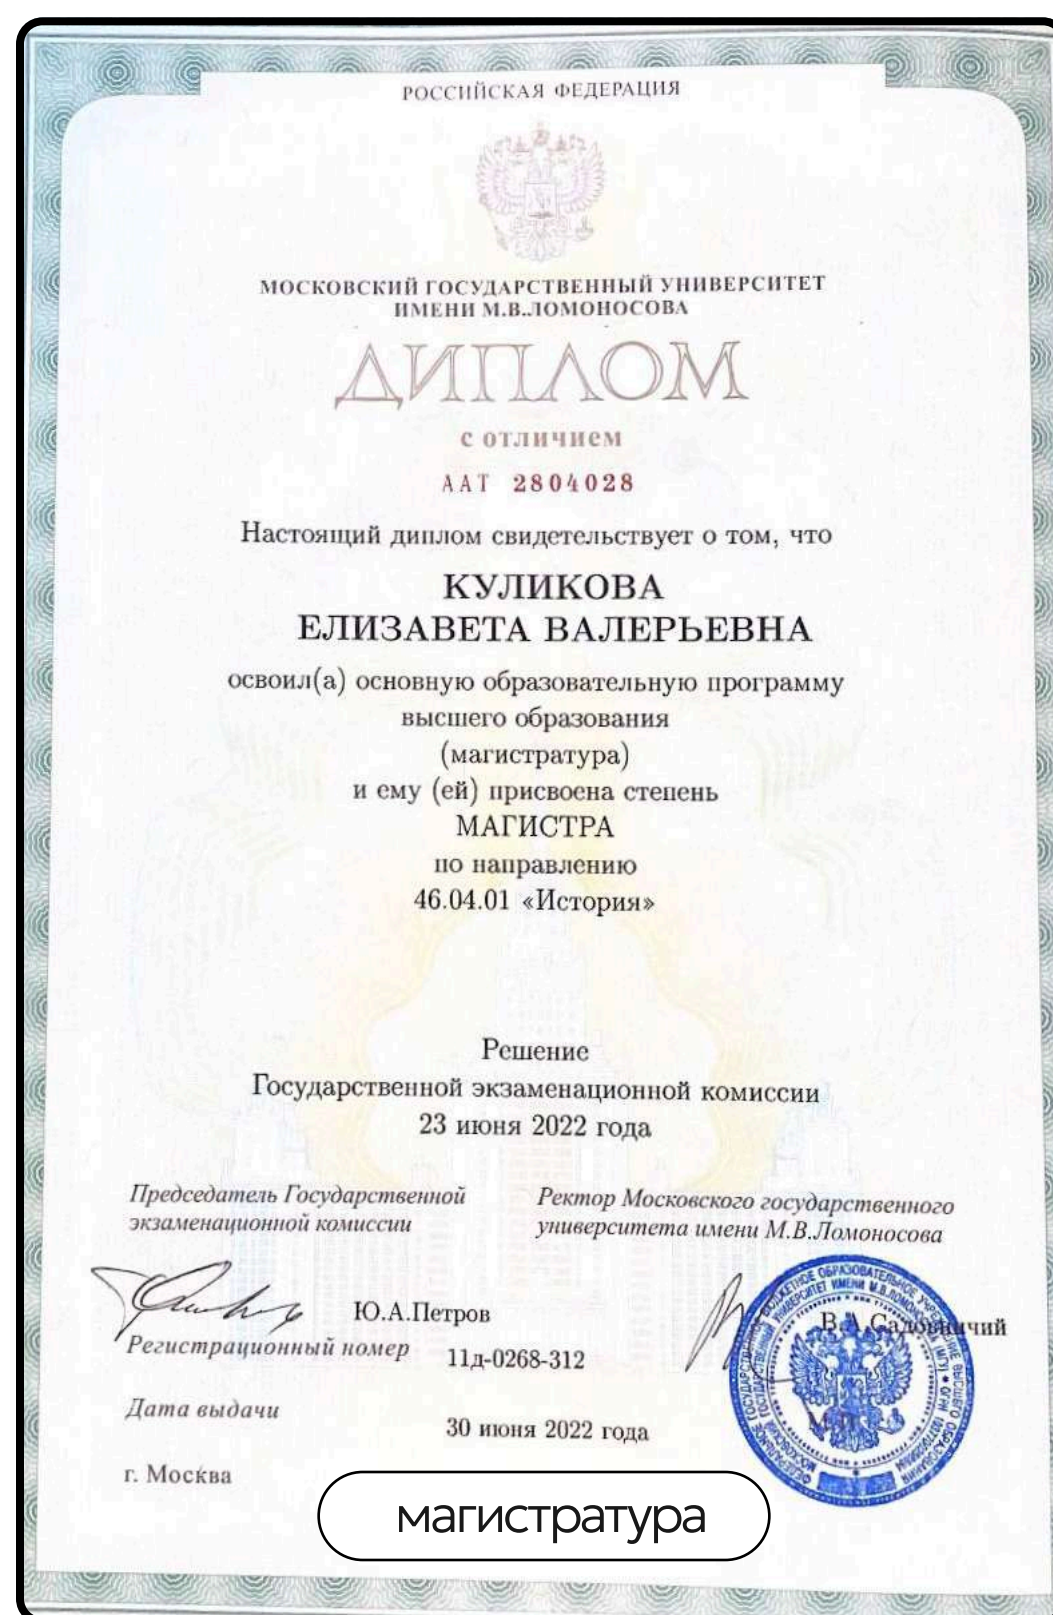 РОССИЙСКАЯ ФЕДЕРАЦИЯ
МОСКОВСКИЙ ГОСУДАРСТВЕННЫЙ УНИВЕРСИТЕТ
ИМЕНИ М.В.ЛОМОНОСОВА
ДИПЛОМ
с отличием
ААТ 2804028
Настоящий диплом свидетельствует о том, что
КУЛИКОВА
ЕЛИЗАВЕТА ВАЛЕРЬЕВНА
освоил(а) основную образовательную программу
высшего образования
(магистратура)
и ему (ей) присвоена степень
МАГИСТРА
по направлению
46.04.01 «История»
Решение
Государственной экзаменационной комиссии
23 июня 2022 года
Председатель Государственной
экзаменационной комиссии
Ректор Московского государственного
университета имени М.В.Ломоносова
Ю.А.Петров
В.А.Садовничий
Регистрационный номер 11д-0268-312
М.П.
Дата выдачи 30 июня 2022 года
г. Москва
магистратура